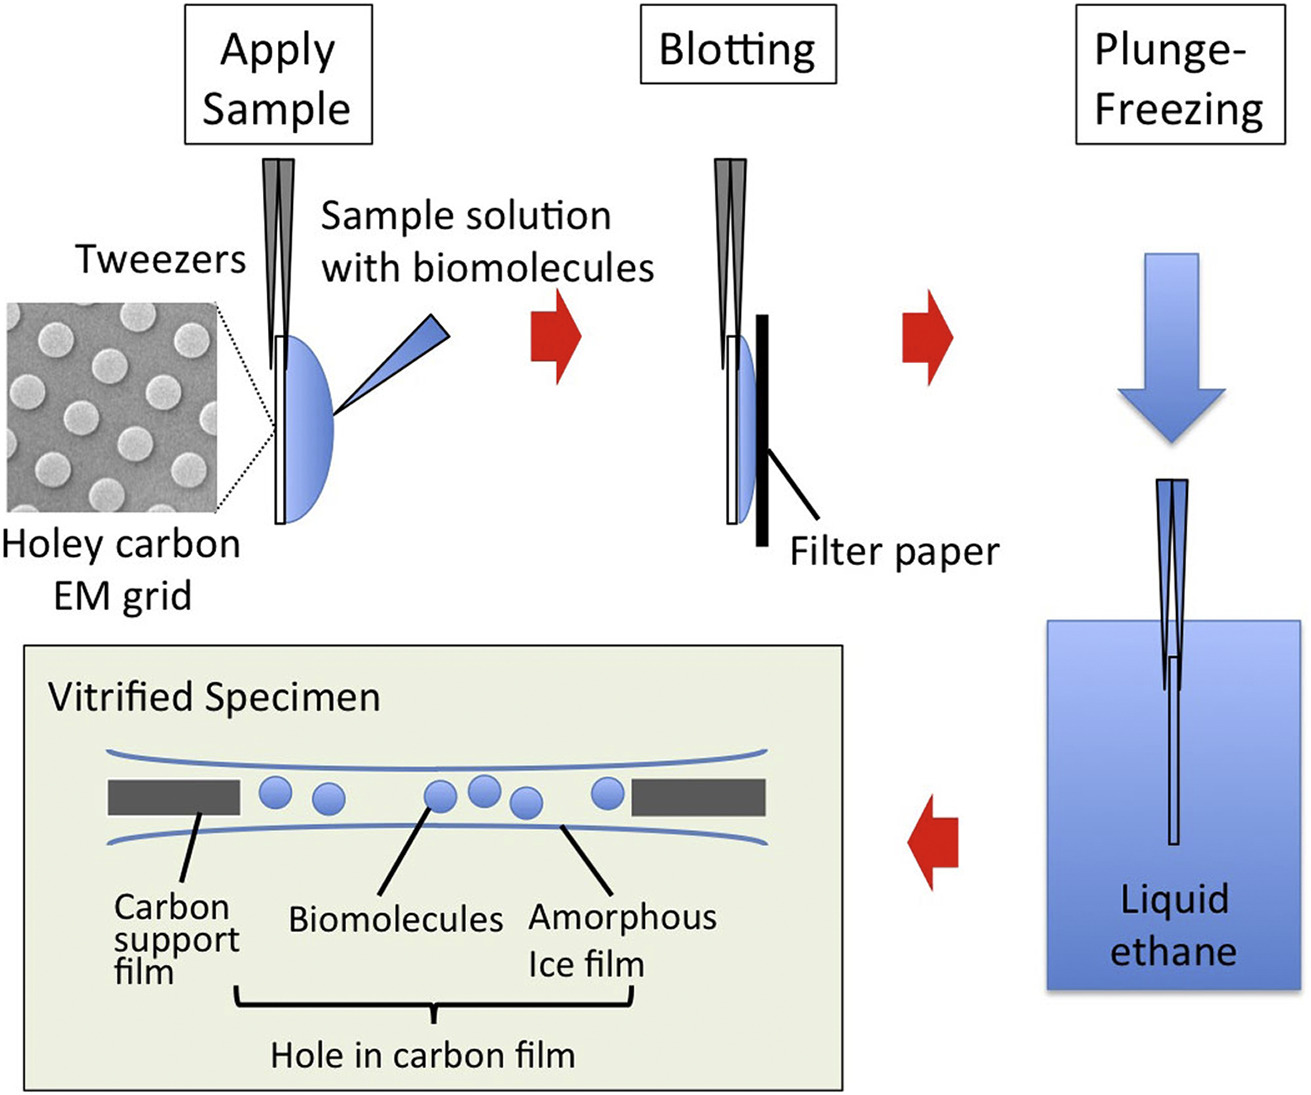 Apply
Sample
Blotting
Plunge-
Freezing
Sample solution
with biomolecules
Tweezers
Holey carbon
EM grid
Filter paper
Liquid
ethane
Vitrified Specimen
Carbon
support
film
Biomolecules
Amorphous
Ice film
Hole in carbon film